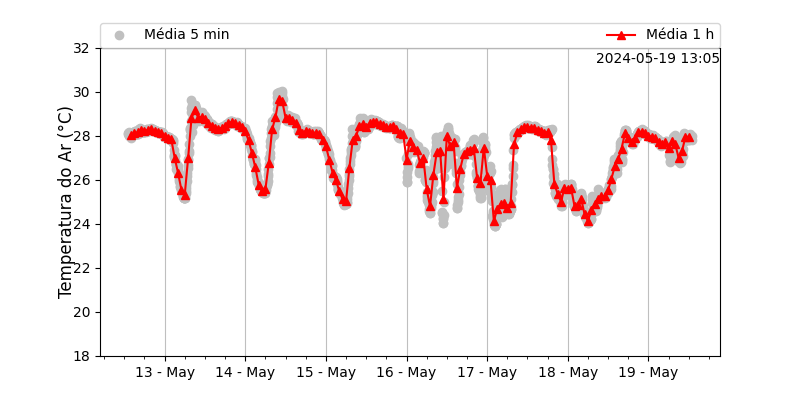 Média 5 min
Média 1 h
2024-05-19 13:05
Temperatura do Ar (°C)
32
30
28
26
24
22
20
18
13 - May
14 - May
15 - May
16 - May
17 - May
18 - May
19 - May